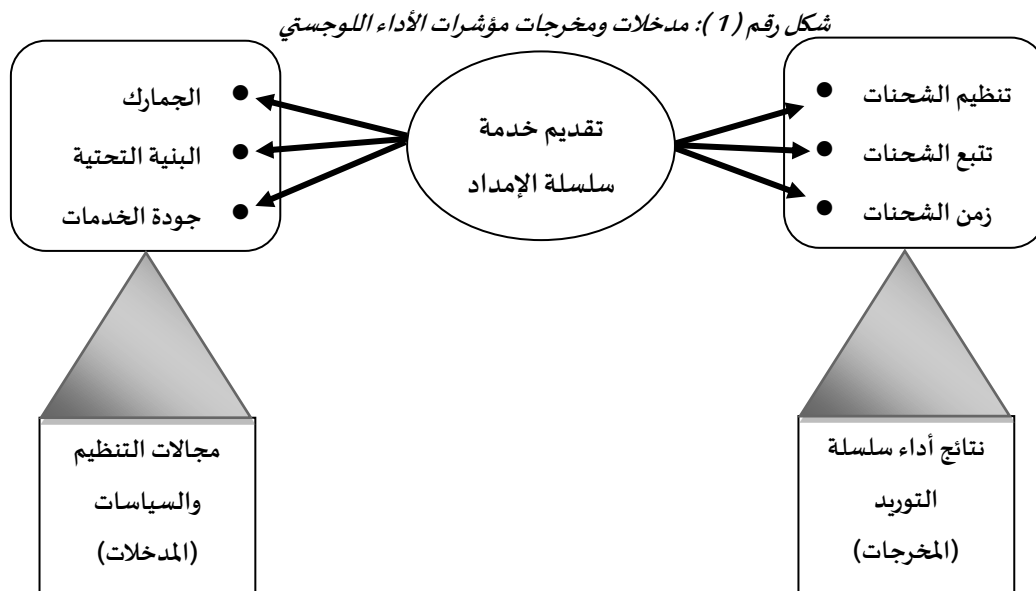 شكل رقم (1): مدخلات ومخرجات مؤشرات الأداء اللوجستي
تنظيم الشحنات
تتبع الشحنات
زمن الشحنات
تقديم خدمة
سلسلة الإمداد
الجمارك
البنية التحتية
جودة الخدمات
نتائج أداء سلسلة
التوريد
(المخرجات)
مجالات التنظيم
والسياسات
(المدخلات)